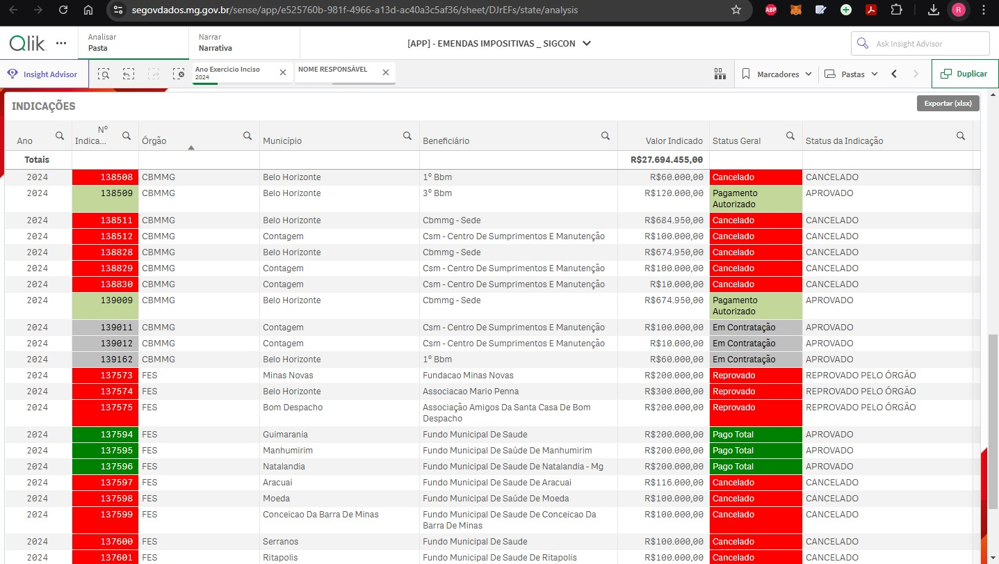 segovdados.mg.gov.br/sense/app/e525760b-981f-4966-a13d-ac40a3c5af36/sheet/DJrEFs/state/analysis
ABP
R
Qlik
Analisar
Pasta
Narrar
Narrativa
[APP] - EMENDAS IMPOSITIVAS _ SIGCON
Ask Insight Advisor
Insight Advisor
Ano Exercicio Inciso
2024
NOME RESPONSÁVEL
Marcadores
Pastas
Duplicar
INDICAÇÕES
Exportar (xlsx)
Ano Nº Indica... Órgão Município Beneficiário Valor Indicado Status Geral Status da Indicação
Totais R$27.694.455,00
2024 138508 CBMMG Belo Horizonte 1º Bbm R$60.000,00 Cancelado CANCELADO
2024 138509 CBMMG Belo Horizonte 3º Bbm R$120.000,00 Pagamento APROVADO
Autorizado
2024 138511 CBMMG Belo Horizonte Cbmmg - Sede R$684.950,00 Cancelado CANCELADO
2024 138512 CBMMG Contagem Csm - Centro De Sumprimentos E Manutenção R$100.000,00 Cancelado CANCELADO
2024 138828 CBMMG Belo Horizonte Cbmmg - Sede R$674.950,00 Cancelado CANCELADO
2024 138829 CBMMG Contagem Csm - Centro De Sumprimentos E Manutenção R$100.000,00 Cancelado CANCELADO
2024 138830 CBMMG Contagem Csm - Centro De Sumprimentos E Manutenção R$10.000,00 Cancelado CANCELADO
2024 139009 CBMMG Belo Horizonte Cbmmg - Sede R$674.950,00 Pagamento APROVADO
Autorizado
2024 139011 CBMMG Contagem Csm - Centro De Sumprimentos E Manutenção R$100.000,00 Em Contratação APROVADO
2024 139012 CBMMG Contagem Csm - Centro De Sumprimentos E Manutenção R$10.000,00 Em Contratação APROVADO
2024 139162 CBMMG Belo Horizonte 1º Bbm R$60.000,00 Em Contratação APROVADO
2024 137573 FES Minas Novas Fundacao Minas Novas R$200.000,00 Reprovado REPROVADO PELO ÓRGÃO
2024 137574 FES Belo Horizonte Associacao Mario Penna R$300.000,00 Reprovado REPROVADO PELO ÓRGÃO
2024 137575 FES Bom Despacho Associação Amigos Da Santa Casa De Bom R$200.000,00 Reprovado REPROVADO PELO ÓRGÃO
Despacho
2024 137594 FES Guimarania Fundo Municipal De Saude R$200.000,00 Pago Total APROVADO
2024 137595 FES Manhumirim Fundo Municipal De Saúde De Manhumirim R$200.000,00 Pago Total APROVADO
2024 137596 FES Natalandia Fundo Municipal De Saude De Natalandia - Mg R$200.000,00 Pago Total APROVADO
2024 137597 FES Aracuai Fundo Municipal De Saude De Aracuai R$116.000,00 Cancelado CANCELADO
2024 137598 FES Moeda Fundo Municipal De Saúde De Moeda R$100.000,00 Cancelado CANCELADO
2024 137599 FES Conceicao Da Barra De Minas Fundo Municipal De Saude De Conceicao Da R$100.000,00 Cancelado CANCELADO
Barra De Minas
2024 137600 FES Serranos Fundo Municipal De Saude R$100.000,00 Cancelado CANCELADO
2024 137601 FES Ritapolis Fundo Municipal De Saude De Ritapolis R$100.000,00 Cancelado CANCELADO